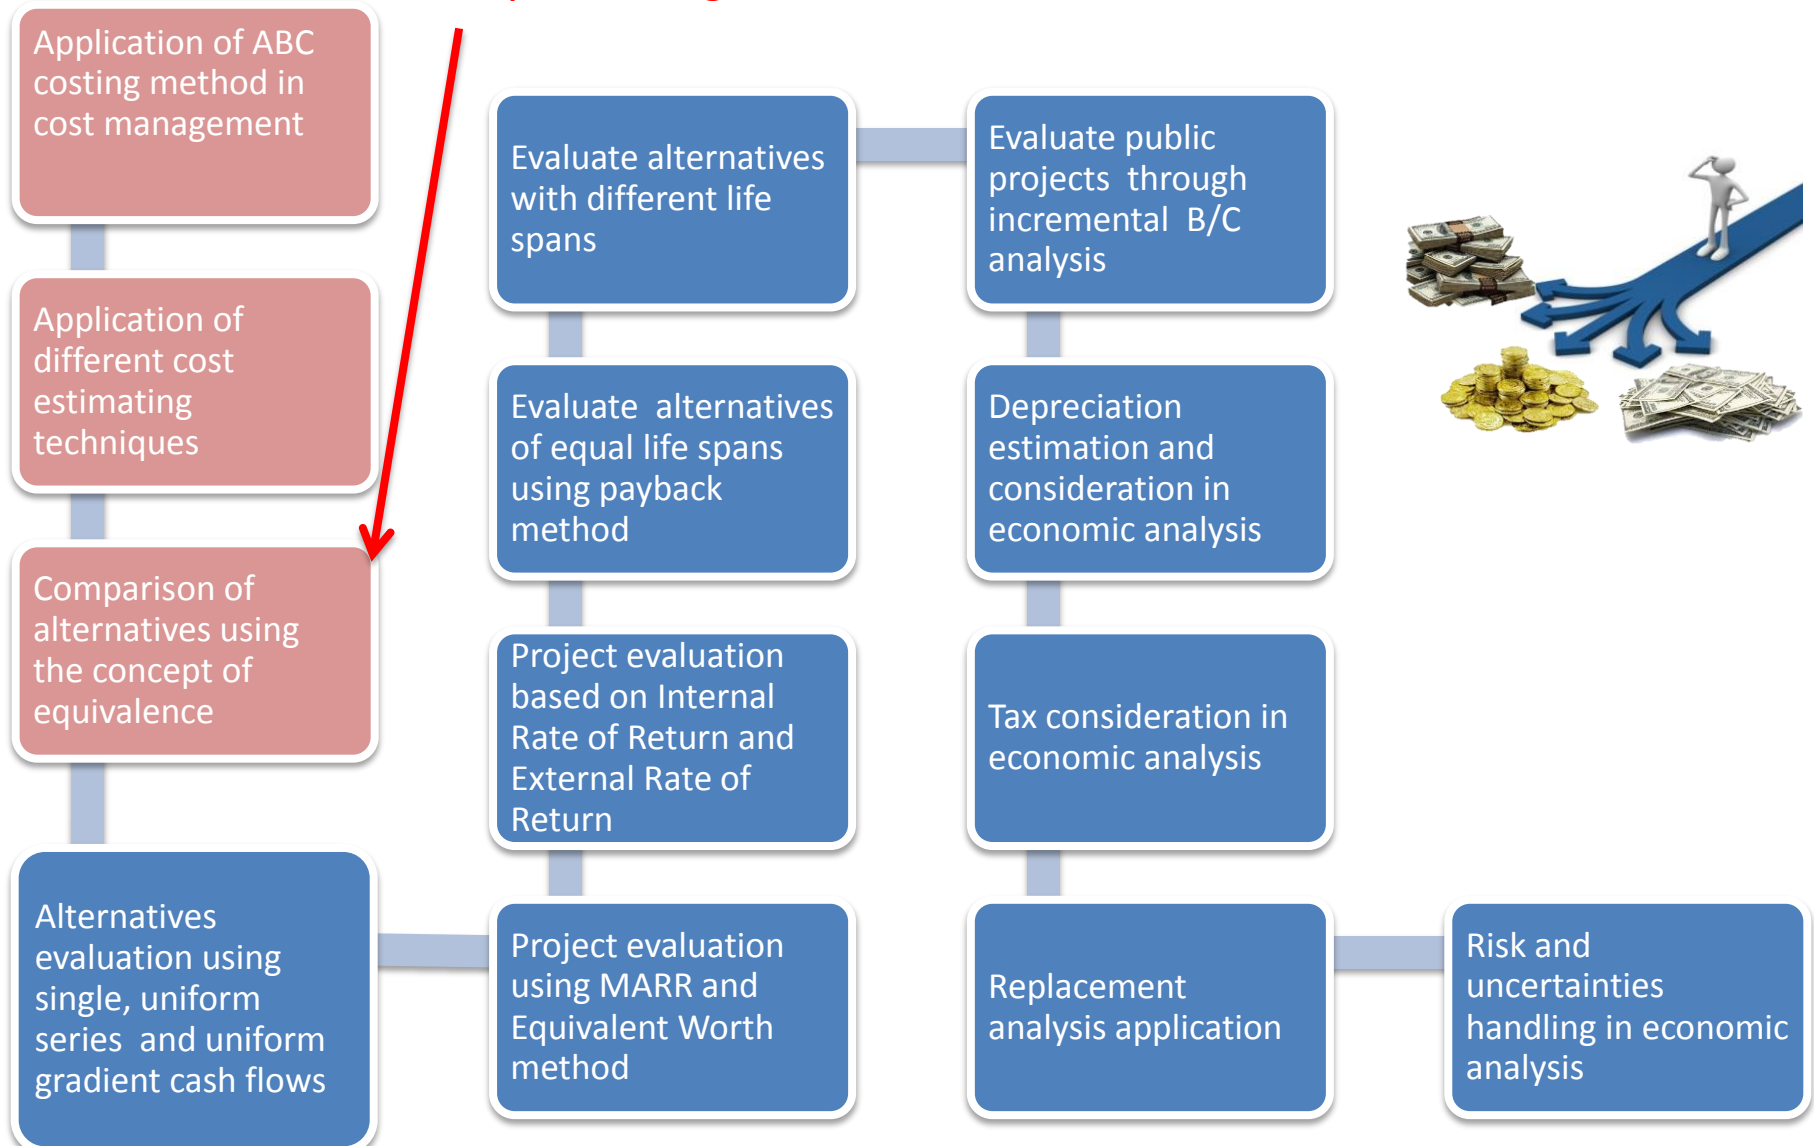 Application of ABC
costing method in
cost management
Application of
different cost
estimating
techniques
Comparison of
alternatives using
the concept of
equivalence
Alternatives
evaluation using
single, uniform
series and uniform
gradient cash flows
Project evaluation
using MARR and
Equivalent Worth
method
Project evaluation
based on Internal
Rate of Return and
External Rate of
Return
Evaluate alternatives
of equal life spans
using payback
method
Evaluate alternatives
with different life
spans
Evaluate public
projects through
incremental B/C
analysis
Depreciation
estimation and
consideration in
economic analysis
Tax consideration in
economic analysis
Replacement
analysis application
Risk and
uncertainties
handling in economic
analysis